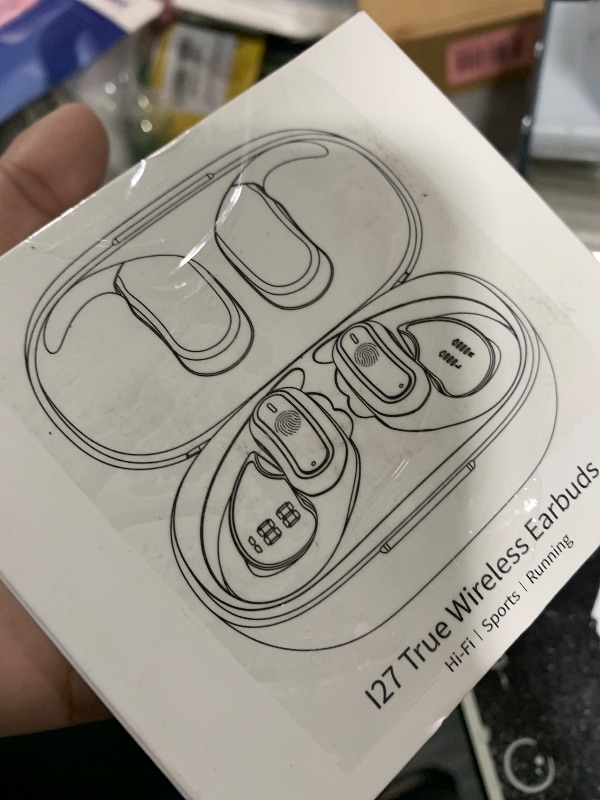 I27 True Wireless Earbuds
Hi-Fi | Sports | Running